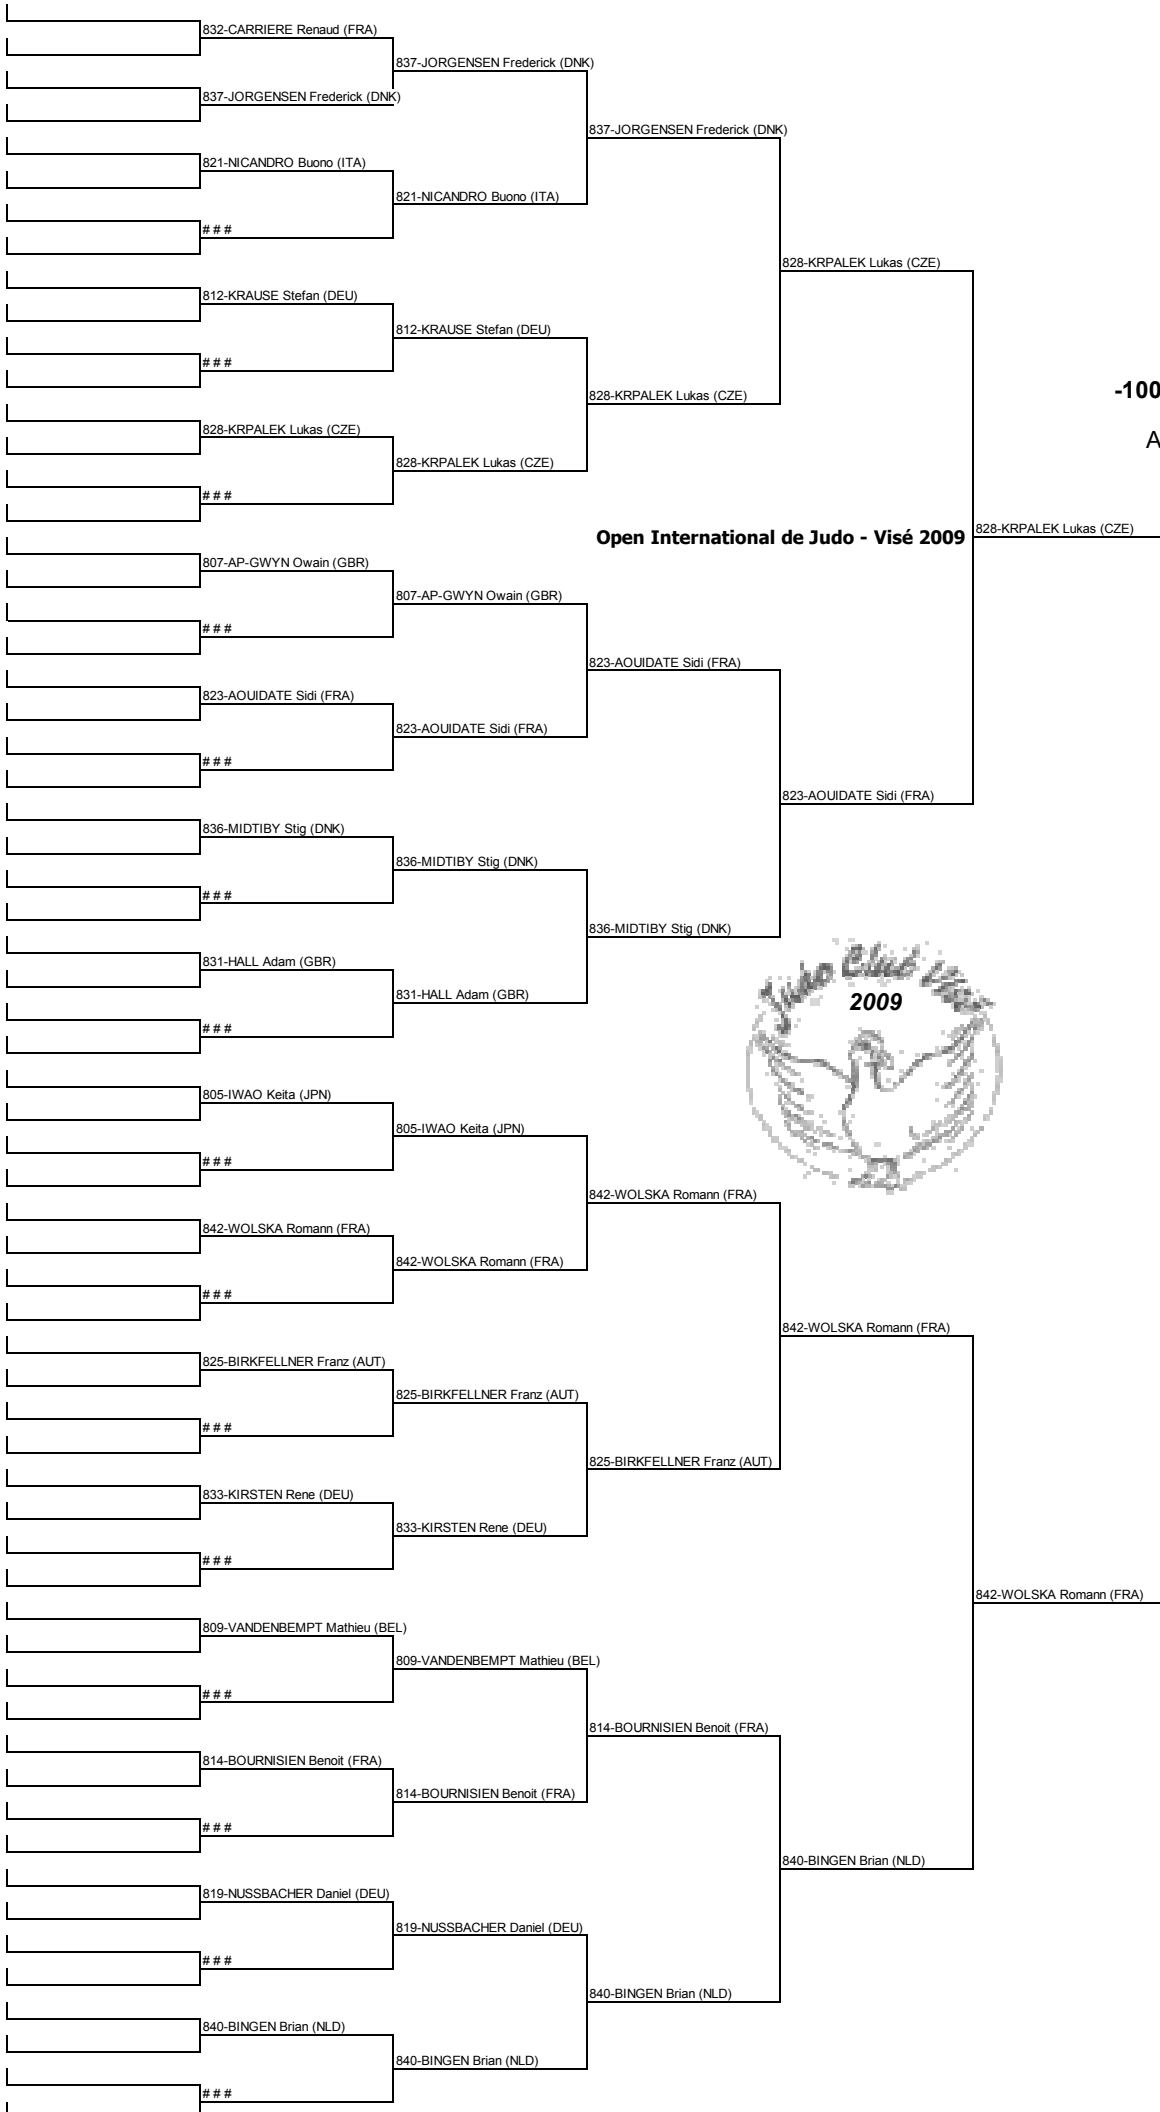 832-CARRIERE Renaud (FRA)
837-JORGENSEN Frederick (DNK)
837-JORGENSEN Frederick (DNK)
837-JORGENSEN Frederick (DNK)
821-NICANDRO Buono (ITA)
821-NICANDRO Buono (ITA)
# # #
828-KRPALEK Lukas (CZE)
812-KRAUSE Stefan (DEU)
812-KRAUSE Stefan (DEU)
# # #
-100
828-KRPALEK Lukas (CZE)
828-KRPALEK Lukas (CZE)
A
828-KRPALEK Lukas (CZE)
# # #
Open International de Judo - Visé 2009
828-KRPALEK Lukas (CZE)
807-AP-GWYN Owain (GBR)
807-AP-GWYN Owain (GBR)
# # #
823-AOUIDATE Sidi (FRA)
823-AOUIDATE Sidi (FRA)
823-AOUIDATE Sidi (FRA)
# # #
823-AOUIDATE Sidi (FRA)
836-MIDTIBY Stig (DNK)
836-MIDTIBY Stig (DNK)
# # #
836-MIDTIBY Stig (DNK)
831-HALL Adam (GBR)
831-HALL Adam (GBR)
Judo Club Visé
2009
# # #
805-IWAO Keita (JPN)
805-IWAO Keita (JPN)
# # #
842-WOLSKA Romann (FRA)
842-WOLSKA Romann (FRA)
842-WOLSKA Romann (FRA)
# # #
842-WOLSKA Romann (FRA)
825-BIRKFELLNER Franz (AUT)
825-BIRKFELLNER Franz (AUT)
# # #
825-BIRKFELLNER Franz (AUT)
833-KIRSTEN Rene (DEU)
833-KIRSTEN Rene (DEU)
# # #
842-WOLSKA Romann (FRA)
809-VANDENBEMPT Mathieu (BEL)
809-VANDENBEMPT Mathieu (BEL)
# # #
814-BOURNISIEN Benoit (FRA)
814-BOURNISIEN Benoit (FRA)
814-BOURNISIEN Benoit (FRA)
# # #
840-BINGEN Brian (NLD)
819-NUSSBACHER Daniel (DEU)
819-NUSSBACHER Daniel (DEU)
# # #
840-BINGEN Brian (NLD)
840-BINGEN Brian (NLD)
840-BINGEN Brian (NLD)
# # #